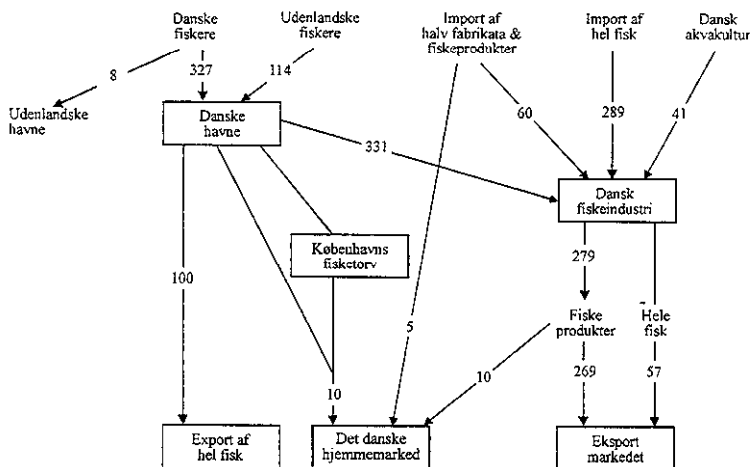 Danske
fiskere
Udenlandske
fiskere
Import af
halv fabrikata &
fiskeprodukter
Import af
hel fisk
Dansk
akvakultur
8
327
114
Udenlandske
havne
Danske
havne
60
289
41
331
Dansk
fiskeindustri
Københavns
fisketorv
279
100
5
Fiske
produkter
Hele
fisk
10
10
269
57
Export af
hel fisk
Det danske
hjemmemarked
Eksport
markedet